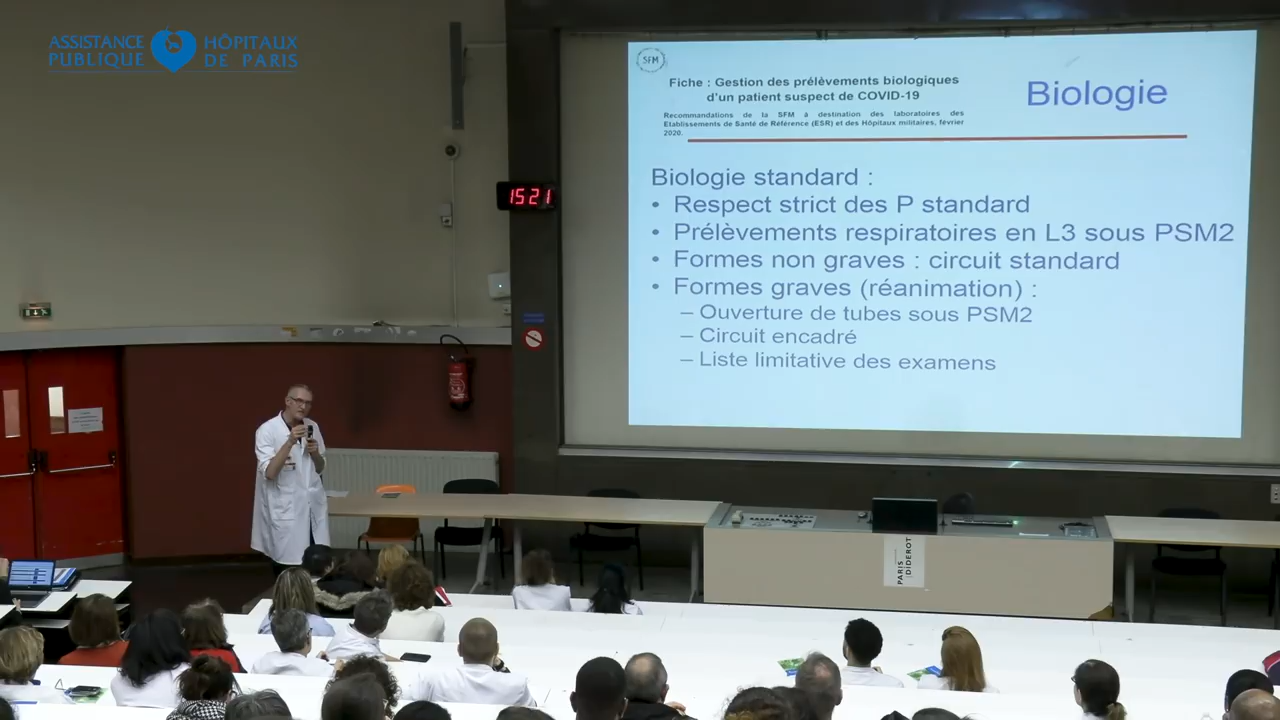 ASSISTANCE PUBLIQUE
HÔPITAUX DE PARIS
SFM
Fiche : Gestion des prélèvements biologiques
d'un patient suspect de COVID-19
Biologie
Recommandations de la SFM à destination des laboratoires des
Etablissements de Santé de Référence (ESR) et des Hôpitaux militaires, février
2020.
Biologie standard :
• Respect strict des P standard
• Prélèvements respiratoires en L3 sous PSM2
• Formes non graves : circuit standard
• Formes graves (réanimation) :
– Ouverture de tubes sous PSM2
– Circuit encadré
– Liste limitative des examens
15 21
PARIS
DIDEROT